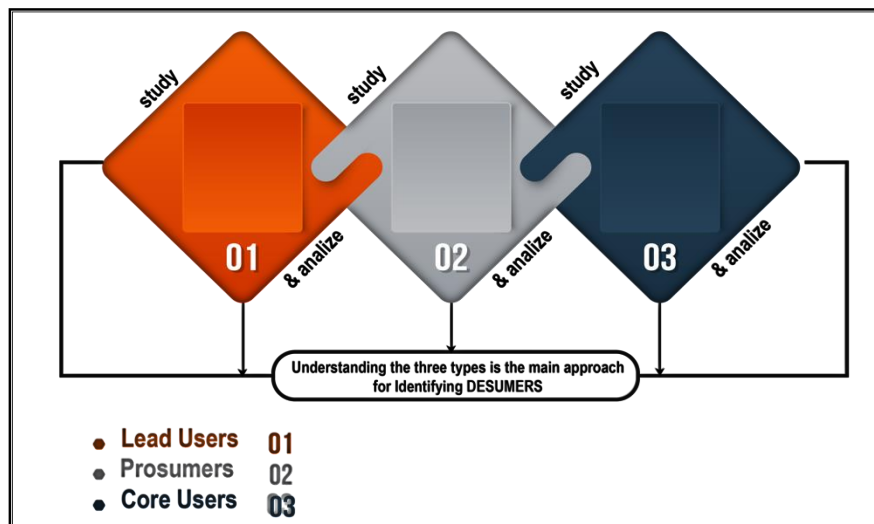 study
study
study
01
02
03
& analize
& analize
& analize
Understanding the three types is the main approach
for Identifying DESUMERS
Lead Users 01
Prosumers 02
Core Users 03